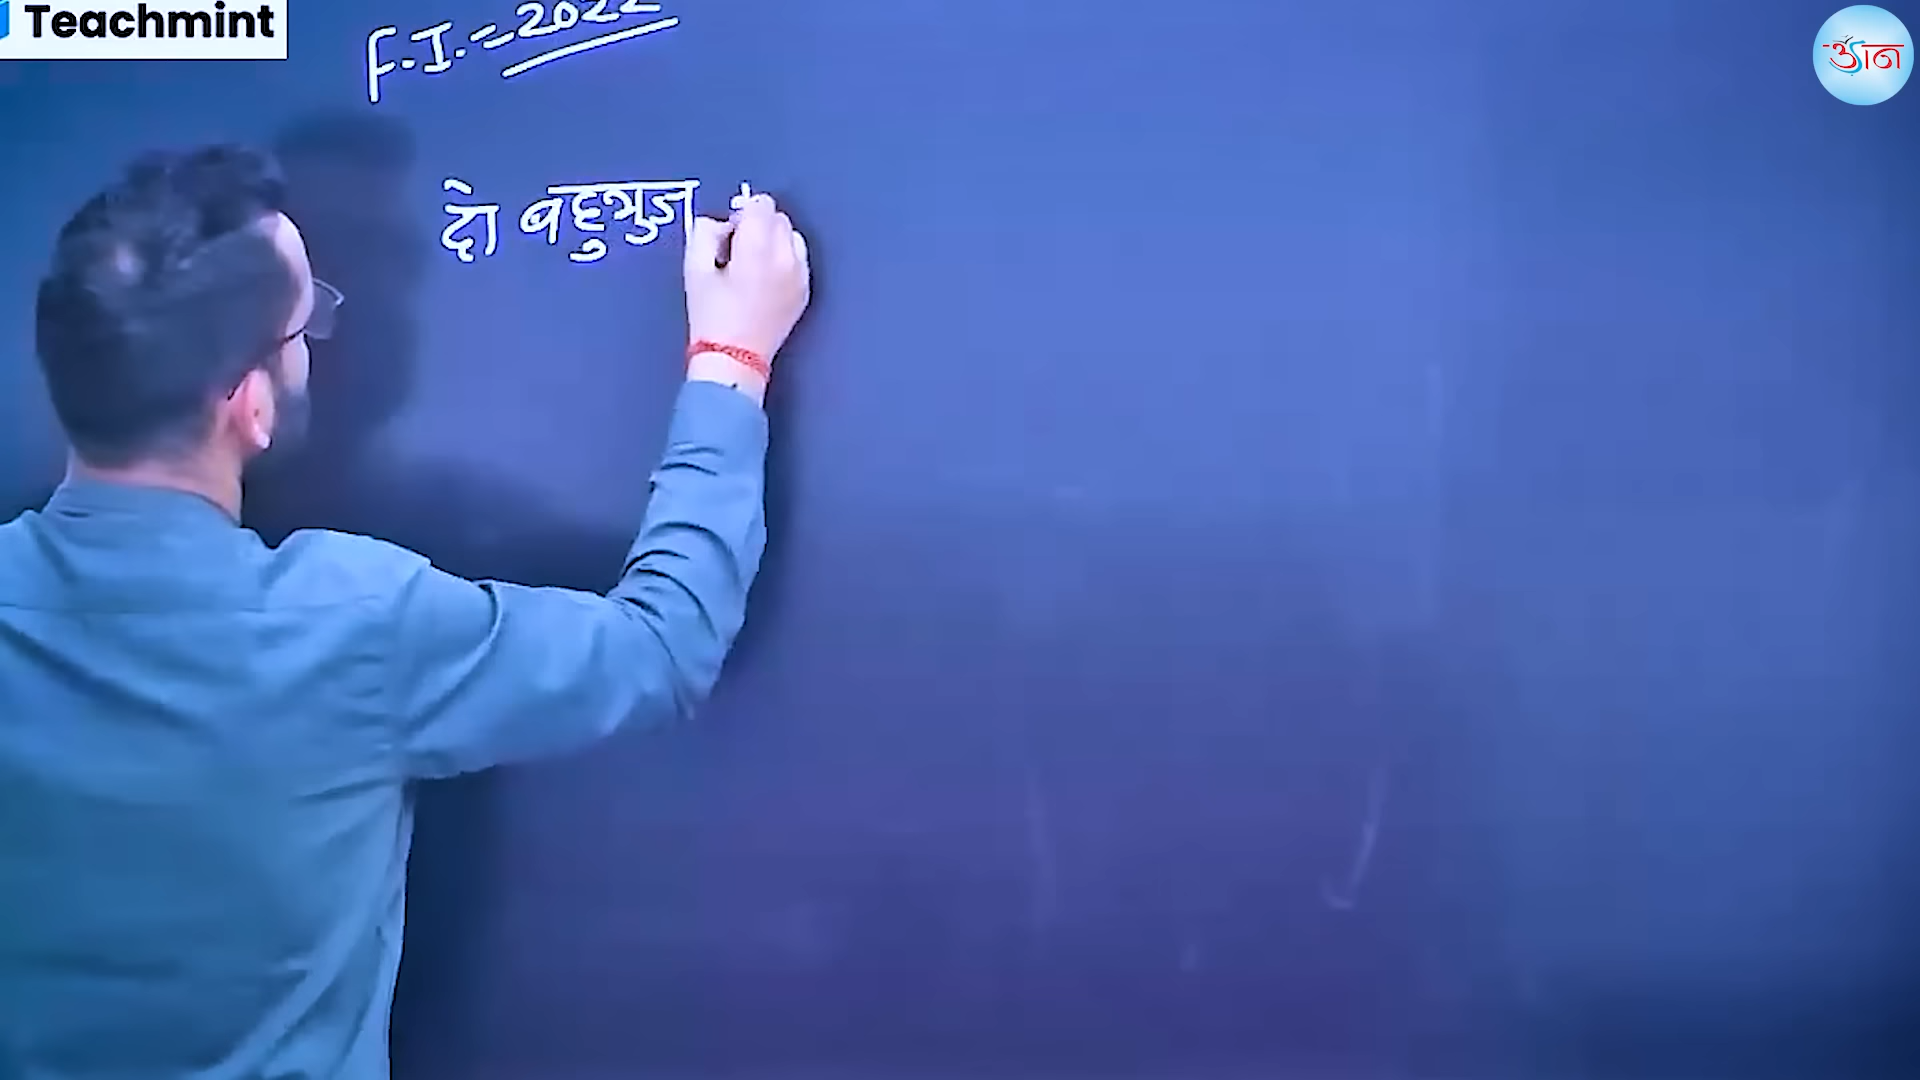 Teachmint
F.I. = 2022
दो बहुभुज